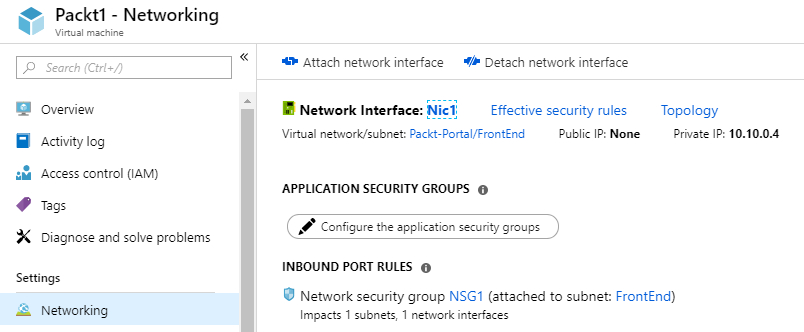 Packt1 - Networking
Virtual machine
Search (Ctrl+/)
«
Overview
Activity log
Access control (IAM)
Tags
Diagnose and solve problems
Settings
Networking
Attach network interface
Detach network interface
Network Interface: Nic1
Effective security rules
Topology
Virtual network/subnet: Packt-Portal/FrontEnd
Public IP: None
Private IP: 10.10.0.4
APPLICATION SECURITY GROUPS
Configure the application security groups
INBOUND PORT RULES
Network security group NSG1 (attached to subnet: FrontEnd)
Impacts 1 subnets, 1 network interfaces